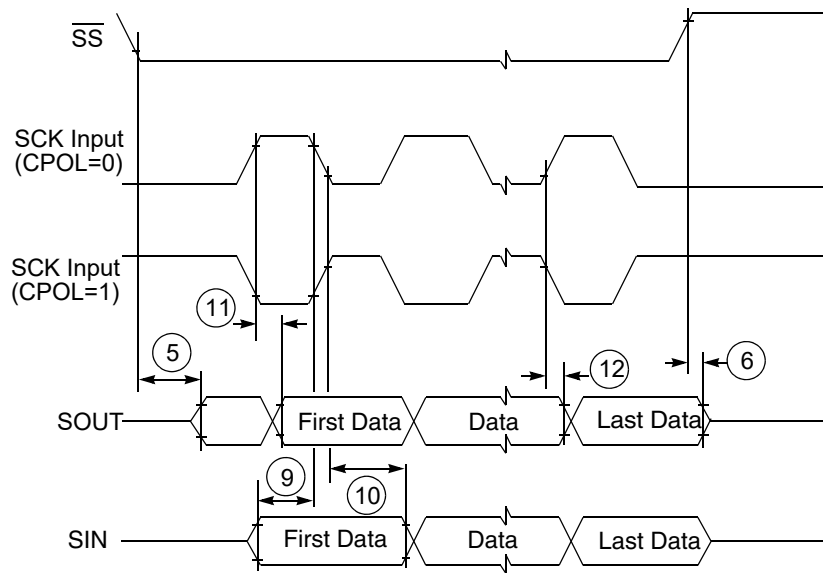 SS
SCK Input
(CPOL=0)
SCK Input
(CPOL=1)
11
5
12
6
SOUT
First Data
Data
Last Data
9
10
SIN
First Data
Data
Last Data